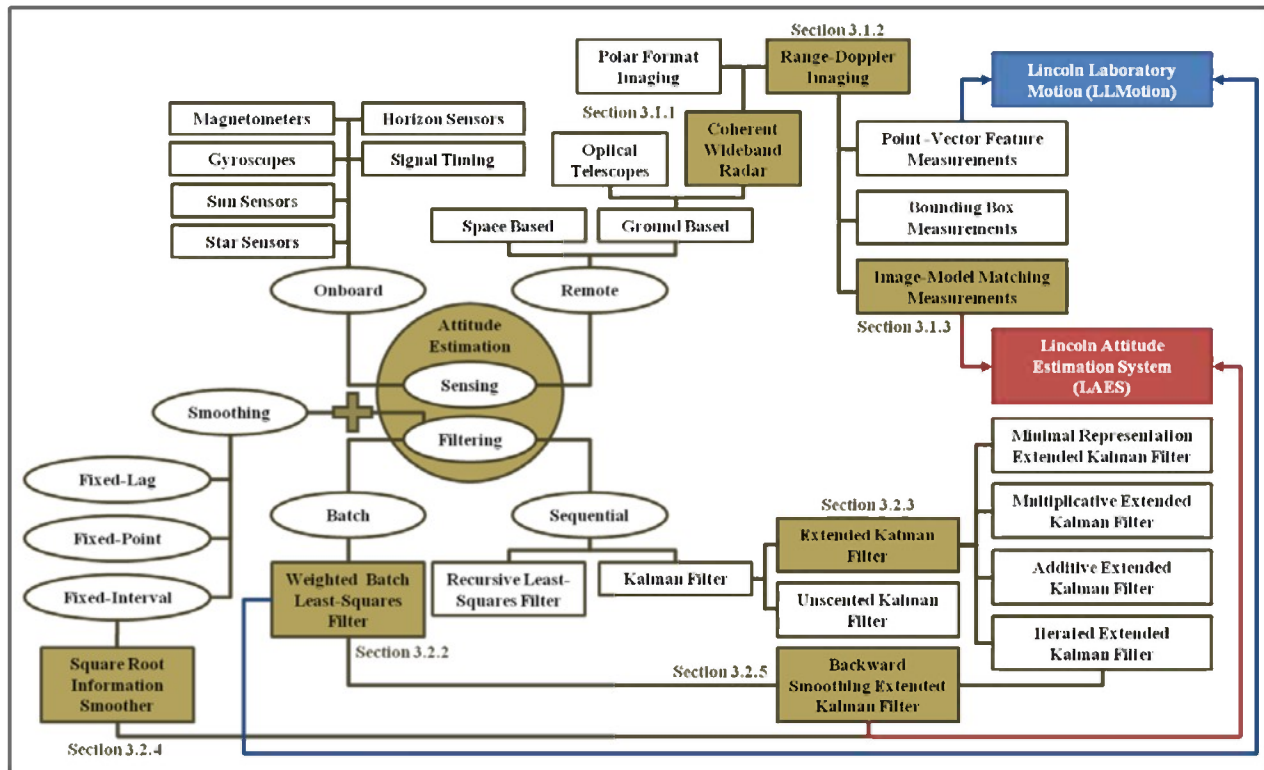 Section 3.1.2
Polar Format
Imaging
Range-Doppler
Imaging
Lincoln Laboratory
Motion (LLMotion)
Section 3.1.1
Magnetometers
Horizon Sensors
Coherent
Wideband
Radar
Point -Vector Feature
Measurements
Gyroscopes
Signal Timing
Optical
Telescopes
Sun Sensors
Bounding Box
Measurements
Star Sensors
Space Based
Ground Based
Image-Model Matching
Measurements
Onboard
Remote
Section 3.1.3
Attitude
Estimation
Lincoln Attitude
Estimation System
(LAES)
Sensing
Smoothing
Filtering
Minimal Representation
Extended Kalman Filter
Fixed-Lag
Batch
Sequential
Section 3.2.3
Multiplicative Extended
Kalman Filter
Fixed-Point
Extended Kalman
Filter
Weighted Batch
Least-Squares
Filter
Recursive Least-
Squares Filter
Kalman Filter
Additive Extended
Kalman Filter
Fixed-Interval
Unscented Kalman
Filter
Iterated Extended
Kalman Filter
Section 3.2.2
Section 3.2.5
Square Root
Information
Smoother
Backward
Smoothing Extended
Kalman Filter
Section 3.2.4